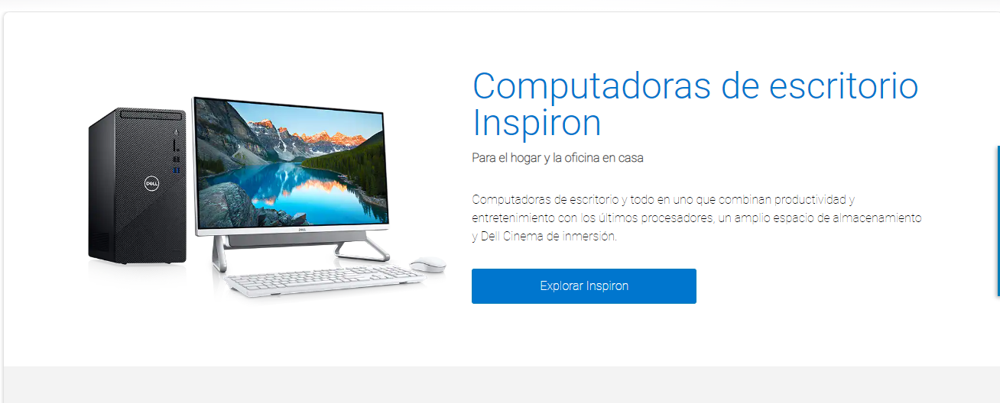 Computadoras de escritorio
Inspiron
Para el hogar y la oficina en casa
Computadoras de escritorio y todo en uno que combinan productividad y
entretenimiento con los últimos procesadores, un amplio espacio de almacenamiento
y Dell Cinema de inmersión.
Explorar Inspiron
DELL
DELL